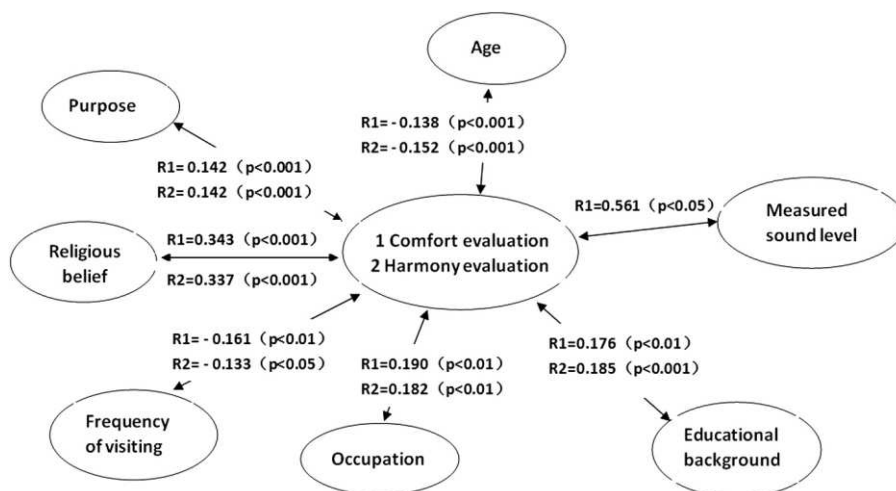 Age
Purpose
R1= - 0.138（p<0.001）
R2= - 0.152（p<0.001）
R1= 0.142（p<0.001）
R2= 0.142（p<0.001）
R1=0.561（p<0.05）
Measured
sound level
R1=0.343（p<0.001）
1 Comfort evaluation
2 Harmony evaluation
Religious
belief
R2=0.337（p<0.001）
R1= - 0.161（p<0.01）
R2= - 0.133（p<0.05）
R1=0.190（p<0.01）
R2=0.182（p<0.01）
R1=0.176（p<0.01）
R2=0.185（p<0.001）
Frequency
of visiting
Occupation
Educational
background